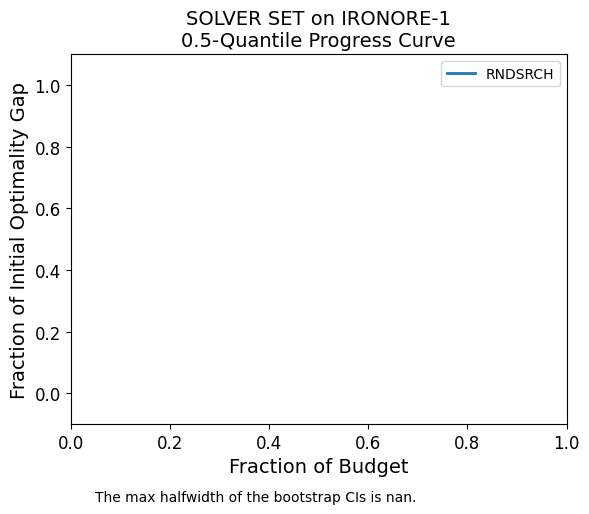 SOLVER SET on IRONORE-1
0.5-Quantile Progress Curve
RNDSRCH
Fraction of Initial Optimality Gap
1.0
0.8
0.6
0.4
0.2
0.0
0.0 0.2 0.4 0.6 0.8 1.0
Fraction of Budget
The max halfwidth of the bootstrap CIs is nan.